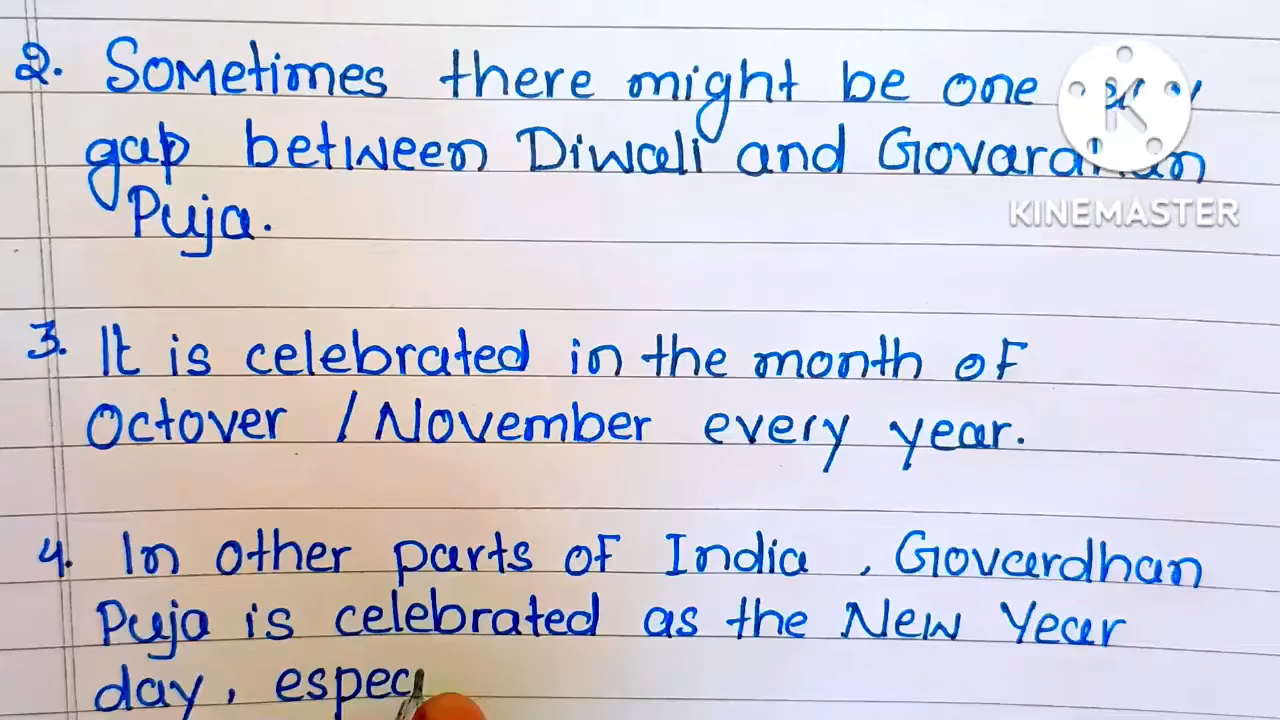 2. Sometimes there might be one
gap between Diwali and Govardhan
Puja.
3. It is celebrated in the month of
Octover / November every year.
4. In other parts of India, Govardhan
Puja is celebrated as the New Year
day, espec
K
KINEMASTER